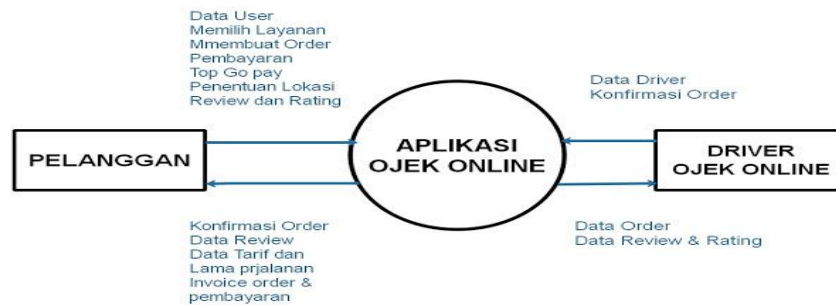 Data User
Memilih Layanan
Mmembuat Order
Pembayaran
Top Go pay
Penentuan Lokasi
Review dan Rating
Data Driver
Konfirmasi Order
PELANGGAN
APLIKASI
OJEK ONLINE
DRIVER
OJEK ONLINE
Konfirmasi Order
Data Review
Data Tarif dan
Lama prjalanan
Invoice order &
pembayaran
Data Order
Data Review & Rating